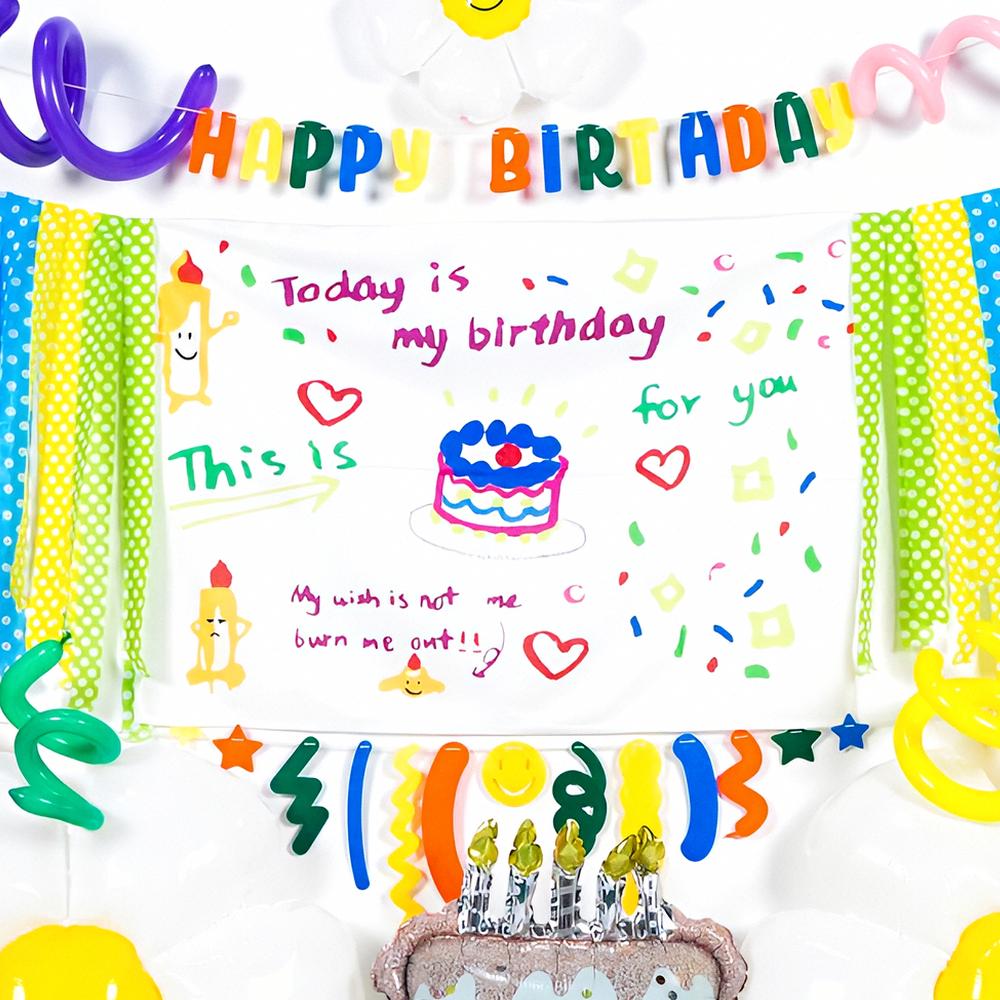 HAPPY BIRTHDAY
Today is
my birthday
for you
This is
My wish is not me
burn me out!!